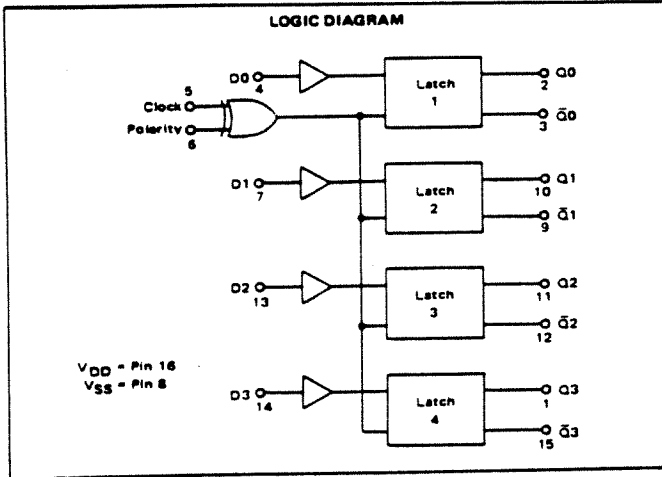 LOGIC DIAGRAM
D0
4
Latch
1
Q0
2
Q̄0
3
5
Clock
Polarity
6
D1
7
Latch
2
Q1
10
Q̄1
9
D2
13
Latch
3
Q2
11
Q̄2
12
VDD = Pin 16
VSS = Pin 8
D3
14
Latch
4
Q3
1
Q̄3
15